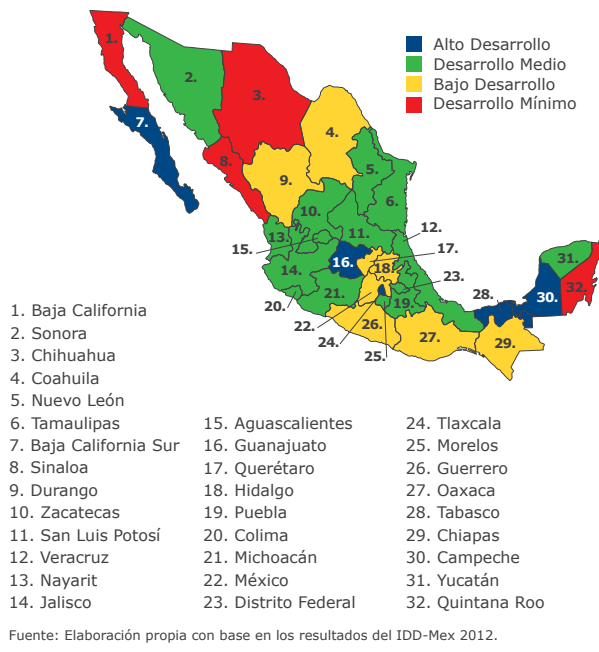 Alto Desarrollo
Desarrollo Medio
Bajo Desarrollo
Desarrollo Mínimo
1.
2.
3.
4.
5.
6.
7.
8.
9.
10.
11.
12.
13.
14.
15.
16.
17.
18.
19.
20.
21.
22.
23.
24.
25.
26.
27.
28.
29.
30.
31.
32.
1. Baja California
2. Sonora
3. Chihuahua
4. Coahuila
5. Nuevo León
6. Tamaulipas
7. Baja California Sur
8. Sinaloa
9. Durango
10. Zacatecas
11. San Luis Potosí
12. Veracruz
13. Nayarit
14. Jalisco
15. Aguascalientes
16. Guanajuato
17. Querétaro
18. Hidalgo
19. Puebla
20. Colima
21. Michoacán
22. México
23. Distrito Federal
24. Tlaxcala
25. Morelos
26. Guerrero
27. Oaxaca
28. Tabasco
29. Chiapas
30. Campeche
31. Yucatán
32. Quintana Roo
Fuente: Elaboración propia con base en los resultados del IDD-Mex 2012.